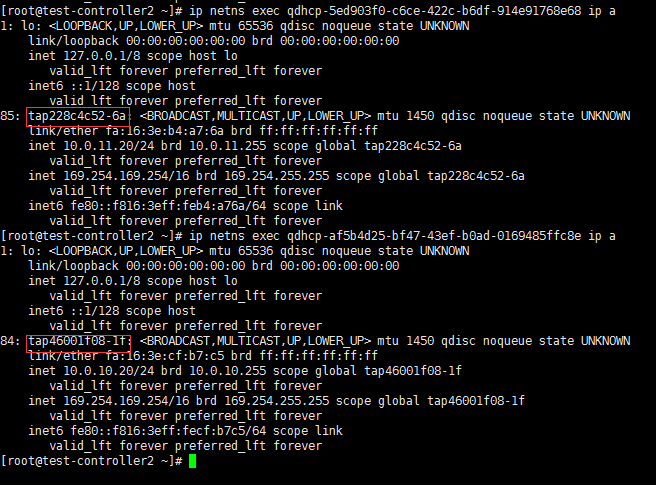 [root@test-controller2 ~]# ip netns exec qdhcp-5ed903f0-c6ce-422c-b6df-914e91768e68 ip a
1: lo: <LOOPBACK,UP,LOWER_UP> mtu 65536 qdisc noqueue state UNKNOWN
link/loopback 00:00:00:00:00:00 brd 00:00:00:00:00:00
inet 127.0.0.1/8 scope host lo
valid_lft forever preferred_lft forever
inet6 ::1/128 scope host
valid_lft forever preferred_lft forever
85: tap228c4c52-6a: <BROADCAST,MULTICAST,UP,LOWER_UP> mtu 1450 qdisc noqueue state UNKNOWN
link/ether fa:16:3e:b4:a7:6a brd ff:ff:ff:ff:ff:ff
inet 10.0.11.20/24 brd 10.0.11.255 scope global tap228c4c52-6a
valid_lft forever preferred_lft forever
inet 169.254.169.254/16 brd 169.254.255.255 scope global tap228c4c52-6a
valid_lft forever preferred_lft forever
inet6 fe80::f816:3eff:feb4:a76a/64 scope link
valid_lft forever preferred_lft forever
[root@test-controller2 ~]# ip netns exec qdhcp-af5b4d25-bf47-43ef-b0ad-0169485ffc8e ip a
1: lo: <LOOPBACK,UP,LOWER_UP> mtu 65536 qdisc noqueue state UNKNOWN
link/loopback 00:00:00:00:00:00 brd 00:00:00:00:00:00
inet 127.0.0.1/8 scope host lo
valid_lft forever preferred_lft forever
inet6 ::1/128 scope host
valid_lft forever preferred_lft forever
84: tap46001f08-1f: <BROADCAST,MULTICAST,UP,LOWER_UP> mtu 1450 qdisc noqueue state UNKNOWN
link/ether fa:16:3e:cf:b7:c5 brd ff:ff:ff:ff:ff:ff
inet 10.0.10.20/24 brd 10.0.10.255 scope global tap46001f08-1f
valid_lft forever preferred_lft forever
inet 169.254.169.254/16 brd 169.254.255.255 scope global tap46001f08-1f
valid_lft forever preferred_lft forever
inet6 fe80::f816:3eff:fecf:b7c5/64 scope link
valid_lft forever preferred_lft forever
[root@test-controller2 ~]#